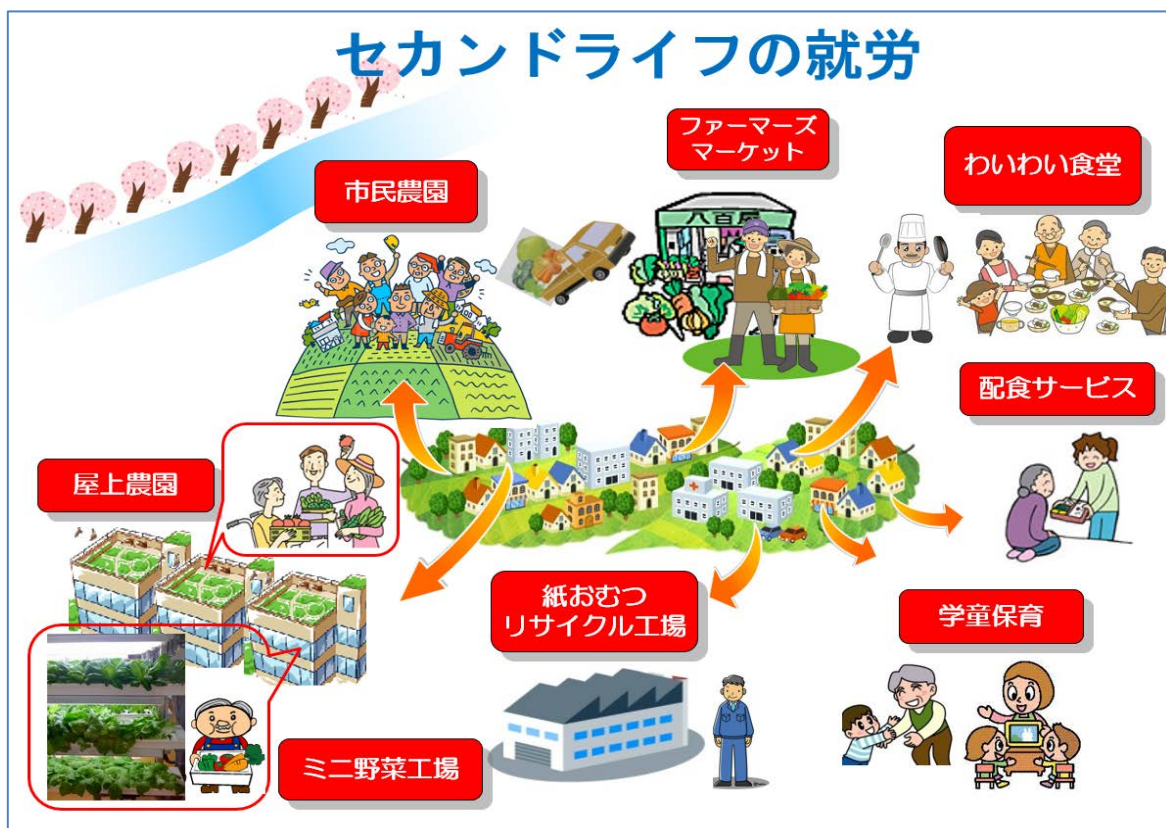 セカンドライフの就労
ファーマーズ
マーケット
わいわい食堂
市民農園
八百屋
配食サービス
屋上農園
紙おむつ
リサイクル工場
学童保育
ミニ野菜工場